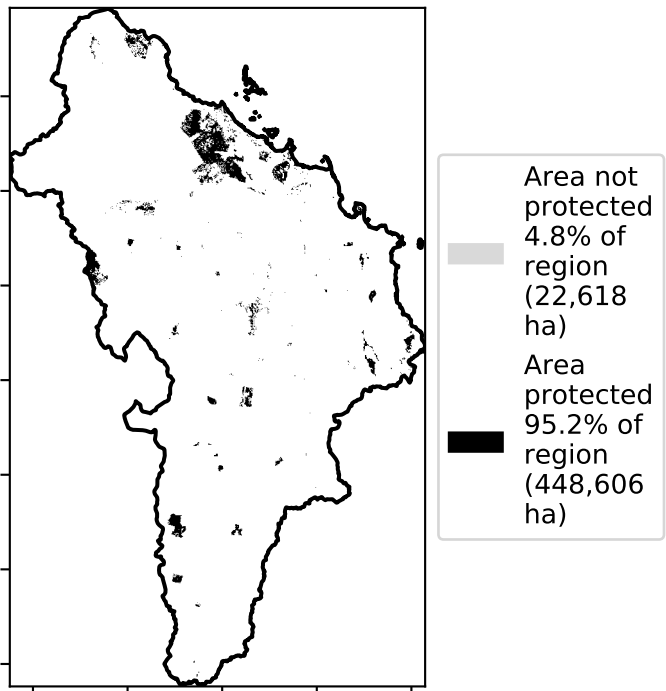 Area not
protected
4.8% of
region
(22,618
ha)
Area
protected
95.2% of
region
(448,606
ha)